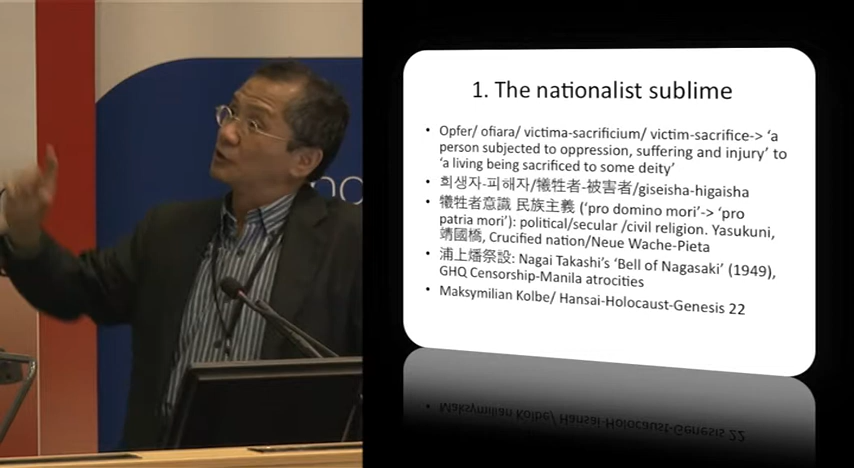 1. The nationalist sublime
• Opfer/ ofiara/ victima-sacrificium/ victim-sacrifice-> ‘a
person subjected to oppression, suffering and injury’ to
‘a living being sacrificed to some deity’
• 희생자-피해자/犠牲者-被害者/giseisha-higaisha
• 犠牲者意識 民族主義 (‘pro domino mori’-> ‘pro
patria mori’): political/secular /civil religion. Yasukuni,
靖國橋, Crucified nation/Neue Wache-Pieta
• 浦上燔祭設: Nagai Takashi’s ‘Bell of Nagasaki’ (1949),
GHQ Censorship-Manila atrocities
• Maksymilian Kolbe/ Hansai-Holocaust-Genesis 22